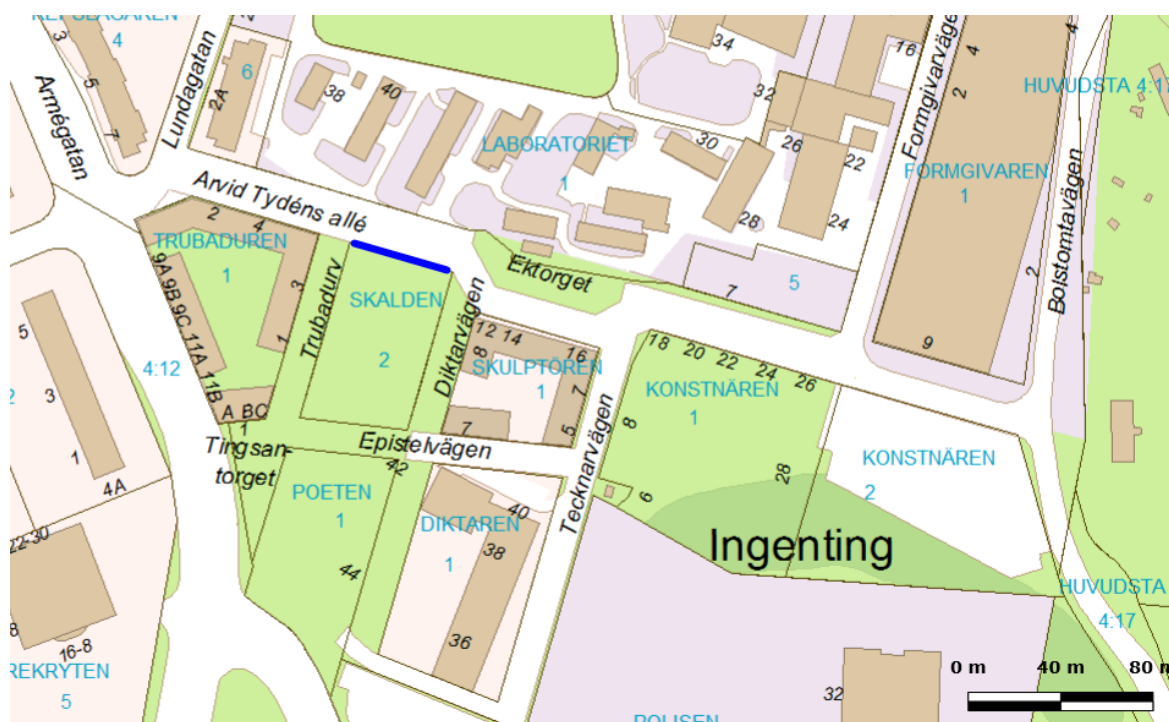 4
3
5
7
Armégatan
Lundagatan
6
2A
38
40
34
32
16
Formgivarvägen
2
4
4
HUVUDSTA 4:17
LABORATORIET
1
30
26
22
28
24
FORMGIVAREN
1
2
9
Bolstomtavägen
Arvid Tydéns allé
2
4
TRUBADUREN
1
9A 9B 9C 11A 11B
3
1
Trubadurv
SKALDEN
2
Diktarvägen
Ektorget
7
5
12 14
16
8
SKULPTÖREN
1
7
7
5
18 20 22 24 26
KONSTNÄREN
1
8
6
28
KONSTNÄREN
2
4:12
5
3
1
4A
A BC
1
Tingsan-
torget
Epistelvägen
Tecknarvägen
42
POETEN
1
44
40
DIKTAREN
1
38
36
Ingenting
HUVUDSTA
4:17
22-30
16-8
REKRYTEN
5
32
POLISEN
0 m 40 m 80 m